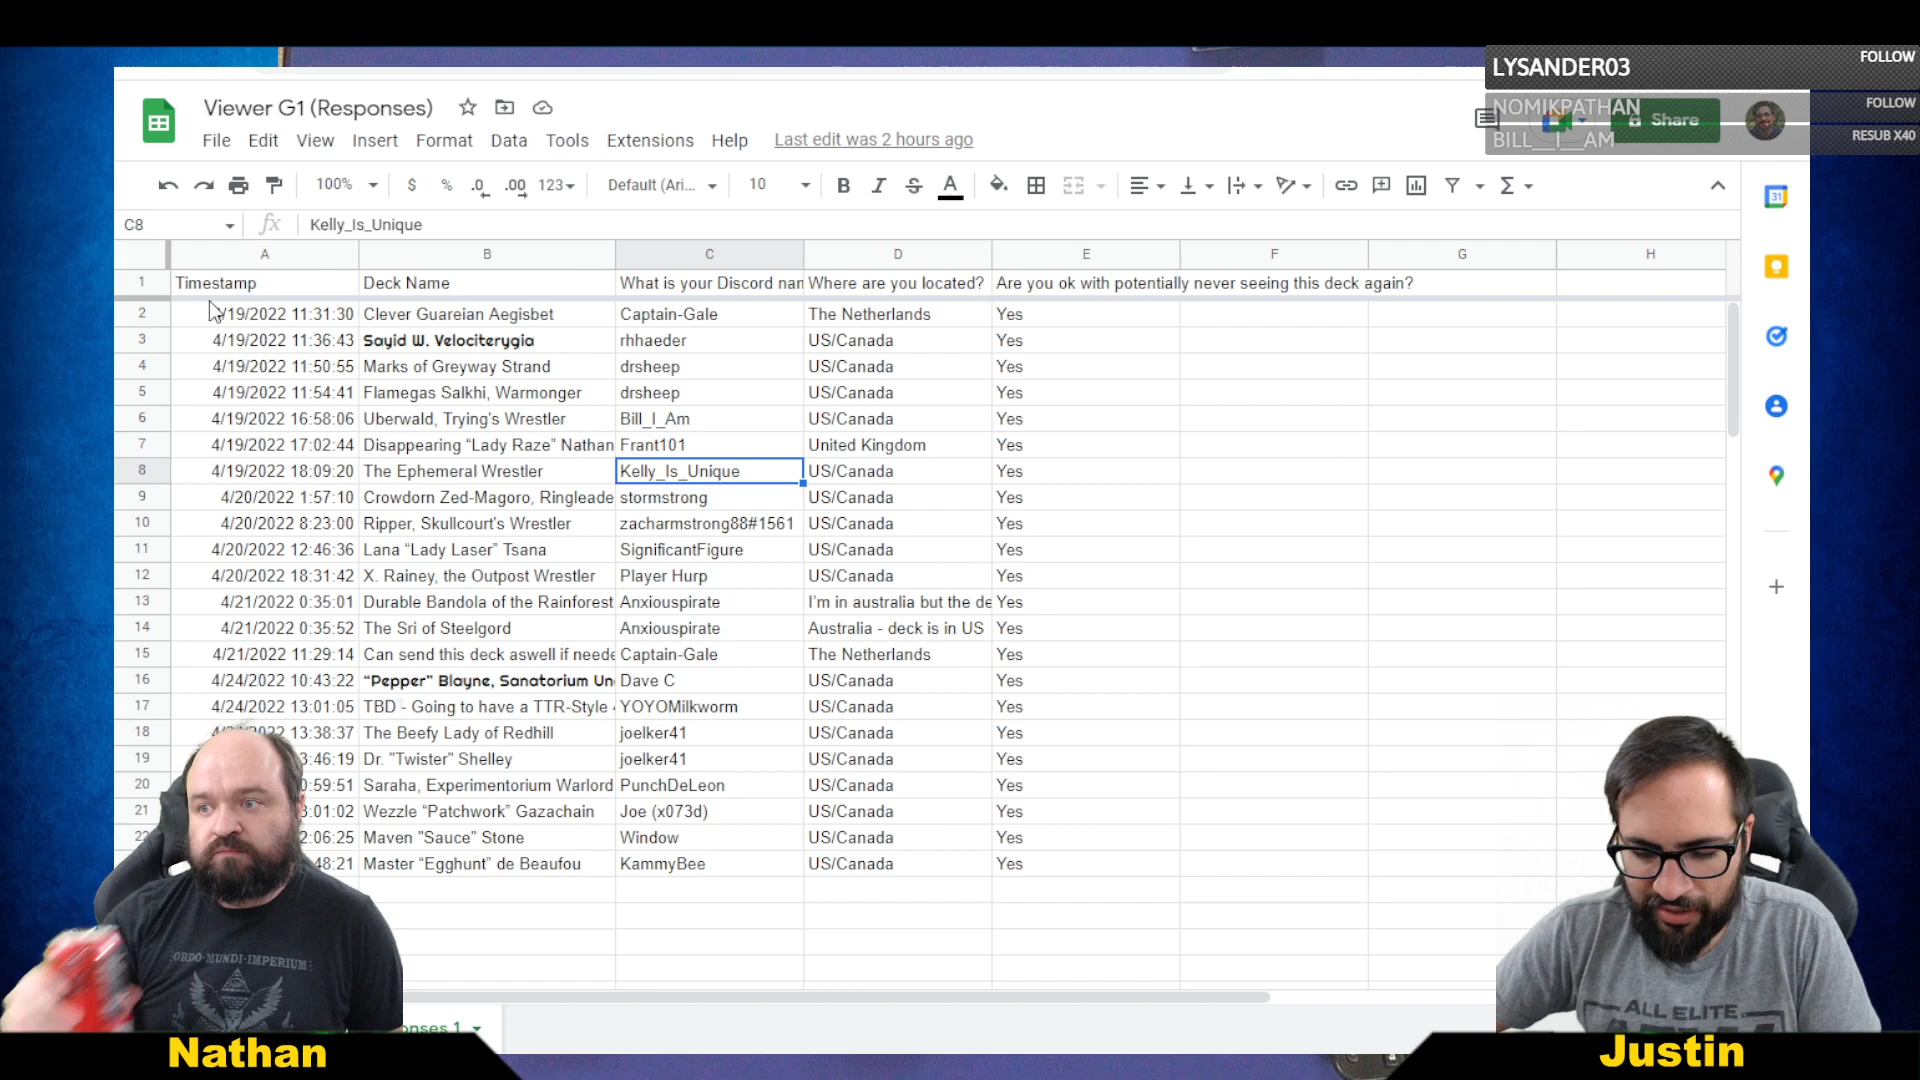 LYSANDER03 FOLLOW
NOMIKPATHAN FOLLOW
BILL__I__AM RESUB X40
Viewer G1 (Responses)
Share
File Edit View Insert Format Data Tools Extensions Help Last edit was 2 hours ago
100% $ % .0 .00 123 Default (Ari... 10 B I S A Σ
31
C8 fx Kelly_Is_Unique
A B C D E F G H
1 Timestamp Deck Name What is your Discord nam Where are you located? Are you ok with potentially never seeing this deck again?
2 /19/2022 11:31:30 Clever Guareian Aegisbet Captain-Gale The Netherlands Yes
3 4/19/2022 11:36:43 Sayid W. Velociterygia rhhaeder US/Canada Yes
4 4/19/2022 11:50:55 Marks of Greyway Strand drsheep US/Canada Yes
5 4/19/2022 11:54:41 Flamegas Salkhi, Warmonger drsheep US/Canada Yes
6 4/19/2022 16:58:06 Uberwald, Trying's Wrestler Bill_I_Am US/Canada Yes
7 4/19/2022 17:02:44 Disappearing “Lady Raze” Nathan Frant101 United Kingdom Yes
8 4/19/2022 18:09:20 The Ephemeral Wrestler Kelly_Is_Unique US/Canada Yes
9 4/20/2022 1:57:10 Crowdorn Zed-Magoro, Ringleade stormstrong US/Canada Yes
10 4/20/2022 8:23:00 Ripper, Skullcourt's Wrestler zacharmstrong88#1561 US/Canada Yes
11 4/20/2022 12:46:36 Lana “Lady Laser” Tsana SignificantFigure US/Canada Yes
12 4/20/2022 18:31:42 X. Rainey, the Outpost Wrestler Player Hurp US/Canada Yes
13 4/21/2022 0:35:01 Durable Bandola of the Rainforest Anxiouspirate I'm in australia but the de Yes
14 4/21/2022 0:35:52 The Sri of Steelgord Anxiouspirate Australia - deck is in US Yes
15 4/21/2022 11:29:14 Can send this deck aswell if neede Captain-Gale The Netherlands Yes
16 4/24/2022 10:43:22 “Pepper” Blayne, Sanatorium Un Dave C US/Canada Yes
17 4/24/2022 13:01:05 TBD - Going to have a TTR-Style YOYOMilkworm US/Canada Yes
18 13:38:37 The Beefy Lady of Redhill joelker41 US/Canada Yes
19 3:46:19 Dr. "Twister" Shelley joelker41 US/Canada Yes
20 0:59:51 Saraha, Experimentorium Warlord PunchDeLeon US/Canada Yes
21 3:01:02 Wezzle “Patchwork” Gazachain Joe (x073d) US/Canada Yes
22 2:06:25 Maven "Sauce" Stone Window US/Canada Yes
48:21 Master “Egghunt” de Beaufou KammyBee US/Canada Yes
ORDO·MUNDI·IMPERIUM
ALL ELITE
onses 1
Nathan Justin